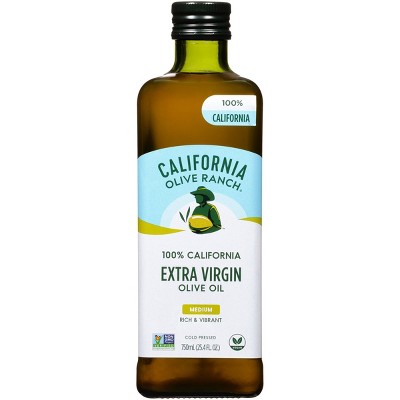 100%
CALIFORNIA
CALIFORNIA
OLIVE RANCH
100% CALIFORNIA
EXTRA VIRGIN
OLIVE OIL
MEDIUM
RICH & VIBRANT
COLD PRESSED
750mL (25.4 FL OZ)